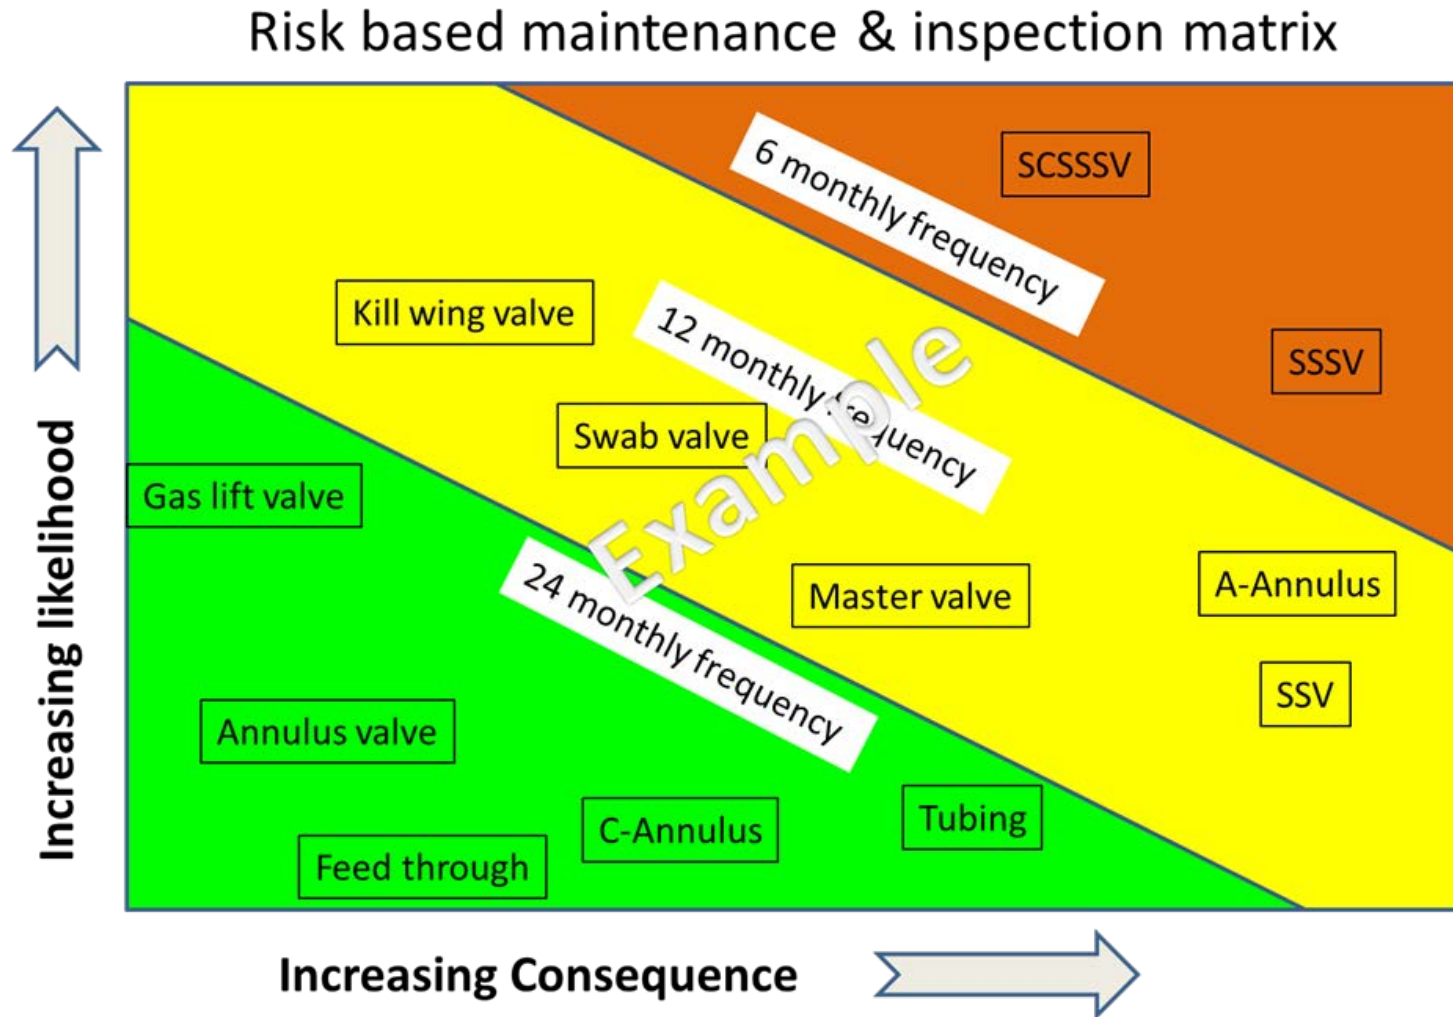 Risk based maintenance & inspection matrix
SCSSSV
6 monthly frequency
Kill wing valve
12 monthly frequency
SSSV
Example
Swab valve
Gas lift valve
24 monthly frequency
Master valve
A-Annulus
SSV
Annulus valve
C-Annulus
Tubing
Feed through
Increasing likelihood
Increasing Consequence